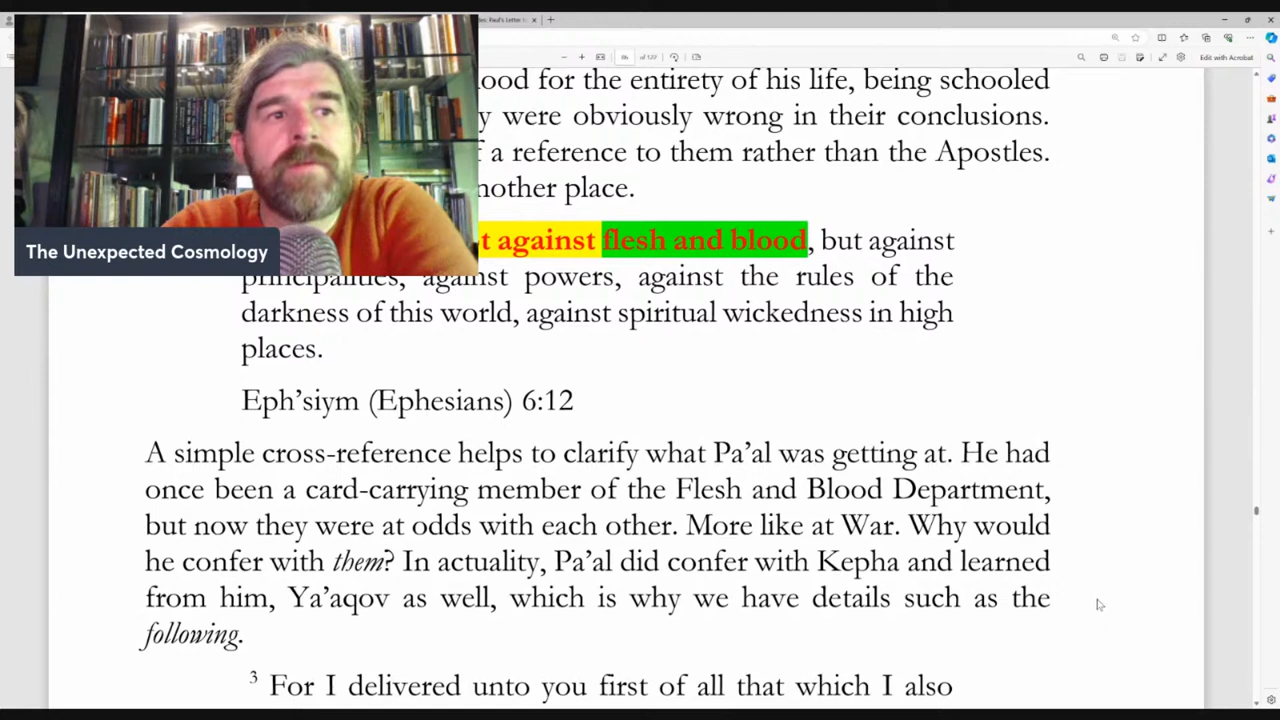 les: Paul's Letter t
of 122
Edit with Acrobat
ood for the entirety of his life, being schooled
y were obviously wrong in their conclusions.
f a reference to them rather than the Apostles.
nother place.
The Unexpected Cosmology
t against flesh and blood, but against
principalities, against powers, against the rules of the
darkness of this world, against spiritual wickedness in high
places.
Eph’siym (Ephesians) 6:12
A simple cross-reference helps to clarify what Pa’al was getting at. He had
once been a card-carrying member of the Flesh and Blood Department,
but now they were at odds with each other. More like at War. Why would
he confer with them? In actuality, Pa’al did confer with Kepha and learned
from him, Ya’aqov as well, which is why we have details such as the
following.
3 For I delivered unto you first of all that which I also